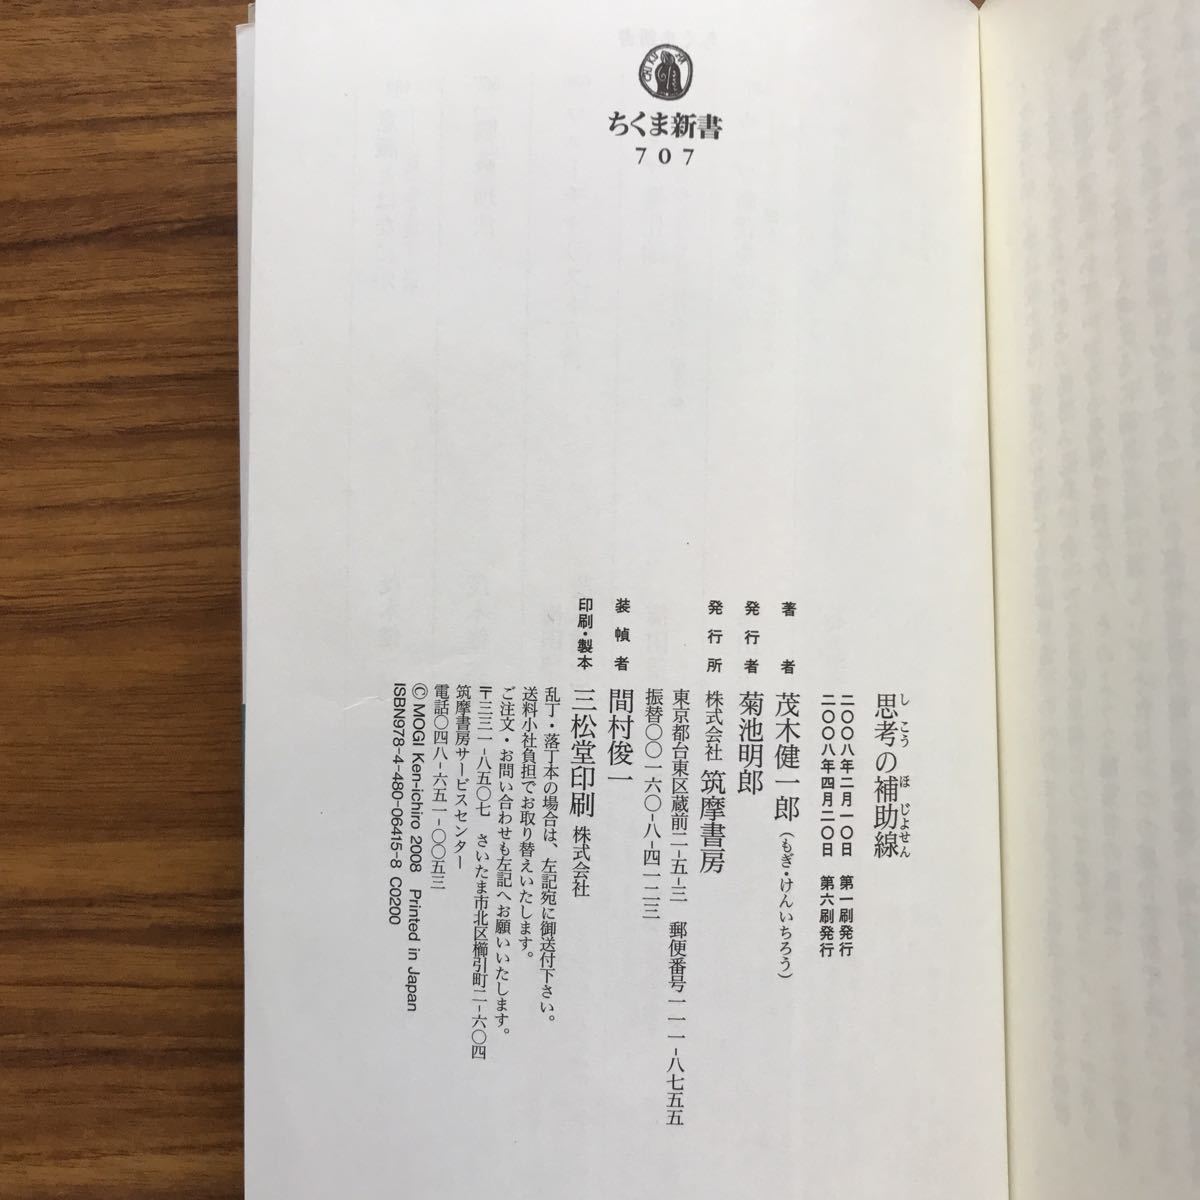 ちくま新書
707
思考の補助線
しこう ほじよせん
二〇〇八年二月一〇日 第一刷発行
二〇〇八年四月二〇日 第六刷発行
著者 茂木健一郎(もぎ・けんいちろう)
発行者 菊池明郎
発行所 株式会社 筑摩書房
東京都台東区蔵前二-五-三 郵便番号一一一-八七五五
振替〇〇一六〇-八-四一二三
装幀者 間村俊一
印刷・製本 三松堂印刷 株式会社
乱丁・落丁本の場合は、左記宛に御送付下さい。
送料小社負担でお取り替えいたします。
ご注文・お問い合わせも左記へお願いいたします。
〒三三一-八五〇七 さいたま市北区櫛引町二-六〇四
筑摩書房サービスセンター
電話〇四八-六五一-〇〇五三
©MOGI Ken-ichiro 2008 Printed in Japan
ISBN978-4-480-06415-8 C0200